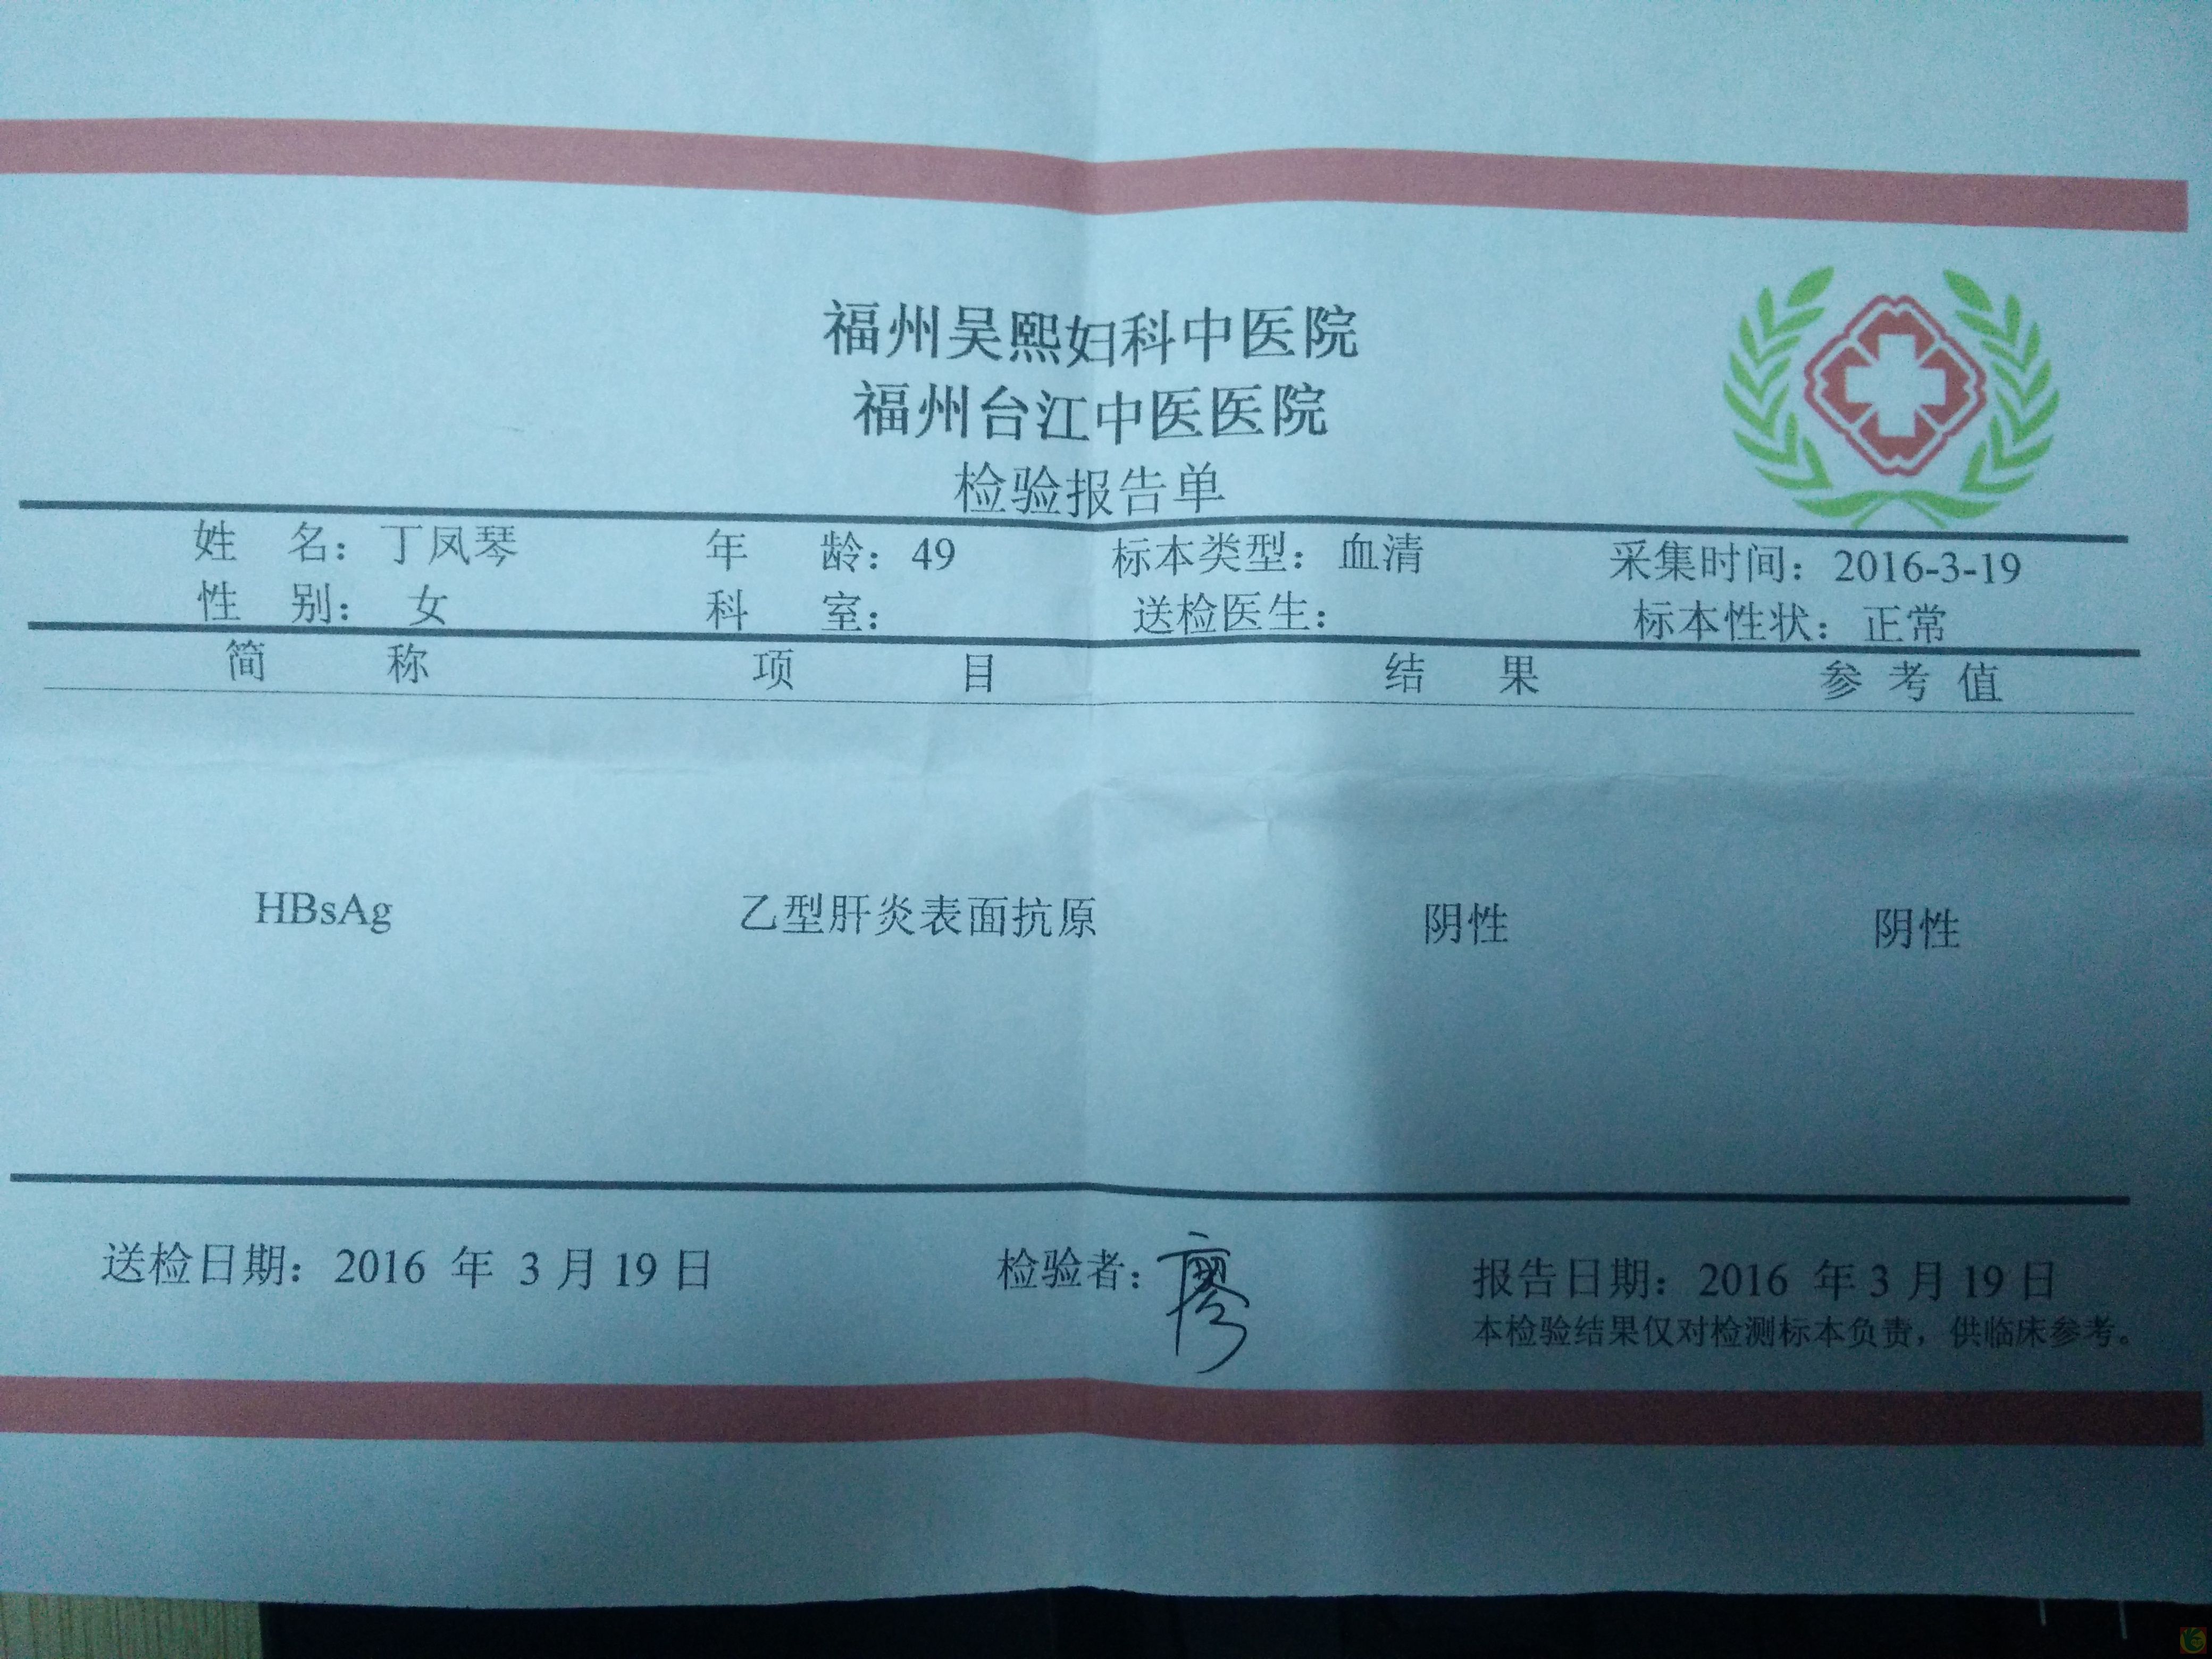 福州吴熙妇科中医院
福州台江中医医院
检验报告单
姓 名：丁凤琴 年 龄：49 标本类型：血清 采集时间：2016-3-19
性 别： 女 科 室： 送检医生： 标本性状：正常
简 称 项 目 结 果 参 考 值
HBsAg 乙型肝炎表面抗原 阴性 阴性
送检日期：2016 年 3 月 19 日 检验者：廖 报告日期：2016 年 3 月 19 日
本检验结果仅对检测标本负责，供临床参考。